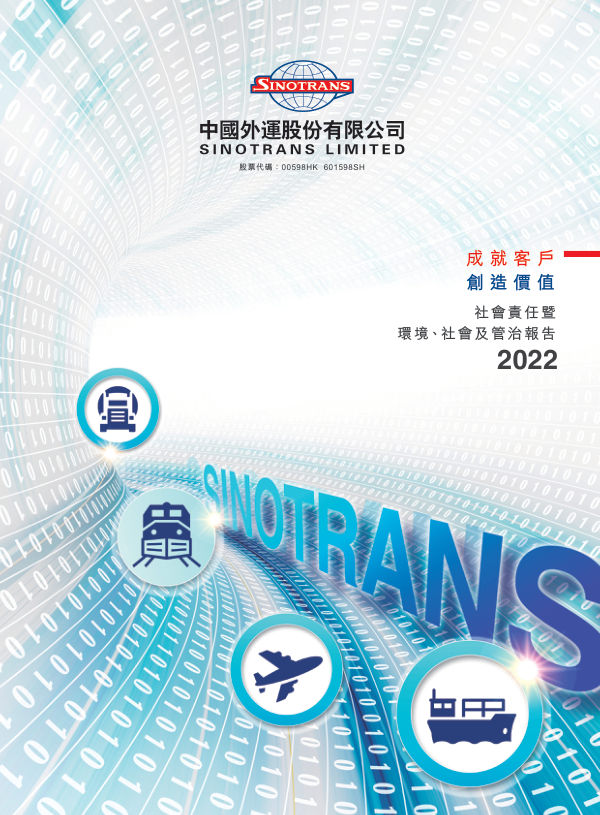 SINOTRANS
中國外運股份有限公司
SINOTRANS LIMITED
股票代碼：00598HK 601598SH
成就客戶
創造價值
社會責任暨
環境、社會及管治報告
2022
SINOTRANS